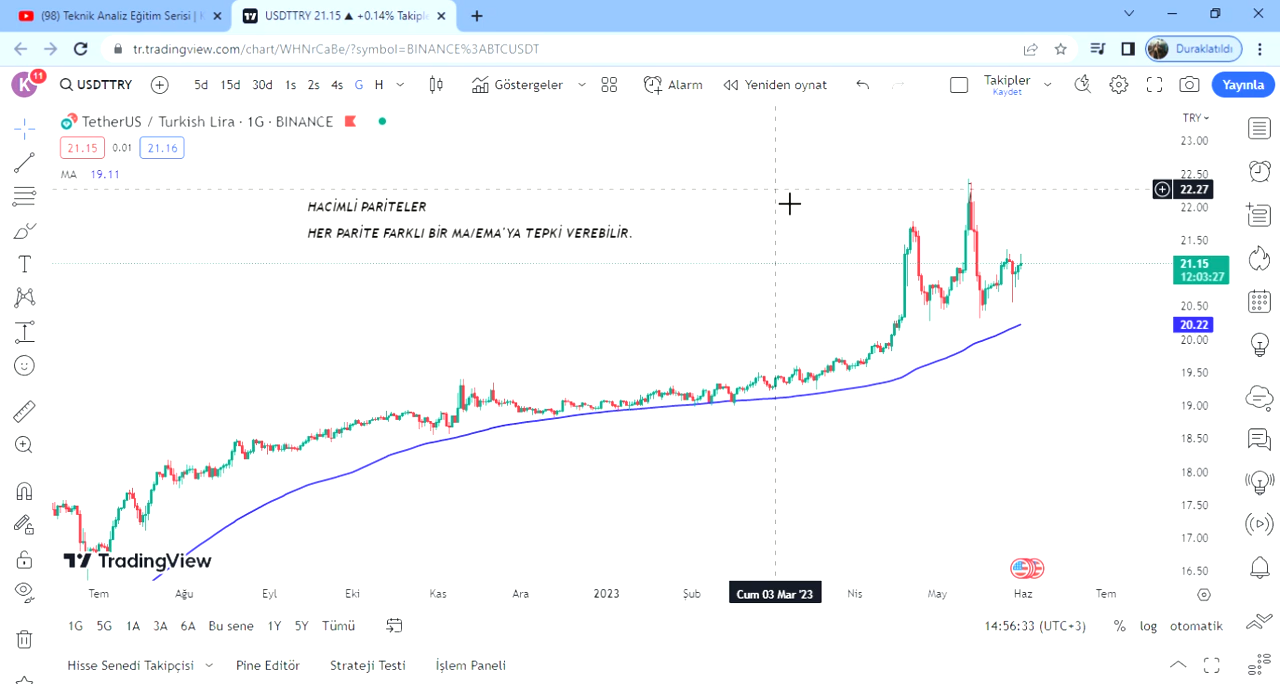 (98) Teknik Analiz Eğitim Serisi | K
USDTTRY 21.15 ▲ +0.14% Takiple
tr.tradingview.com/chart/WHNrCaBe/?symbol=BINANCE%3ABTCUSDT
Duraklatıldı
K 11
USDTTRY
5d 15d 30d 1s 2s 4s G H
Göstergeler
Alarm
Yeniden oynat
Takipler
Kaydet
Yayınla
TetherUS / Turkish Lira · 1G · BINANCE
TRY
21.15 0.01 21.16
MA 19.11
HACİMLİ PARİTELER
HER PARİTE FARKLI BİR MA/EMA'YA TEPKİ VEREBİLİR.
23.00
22.50
22.27
22.00
21.50
21.15
12:03:27
20.50
20.22
20.00
19.50
19.00
18.50
18.00
17.50
17.00
16.50
TradingView
Tem Ağu Eyl Eki Kas Ara 2023 Şub Cum 03 Mar '23 Nis May Haz Tem
1G 5G 1A 3A 6A Bu sene 1Y 5Y Tümü
14:56:33 (UTC+3) % log otomatik
Hisse Senedi Takipçisi Pine Editör Strateji Testi İşlem Paneli